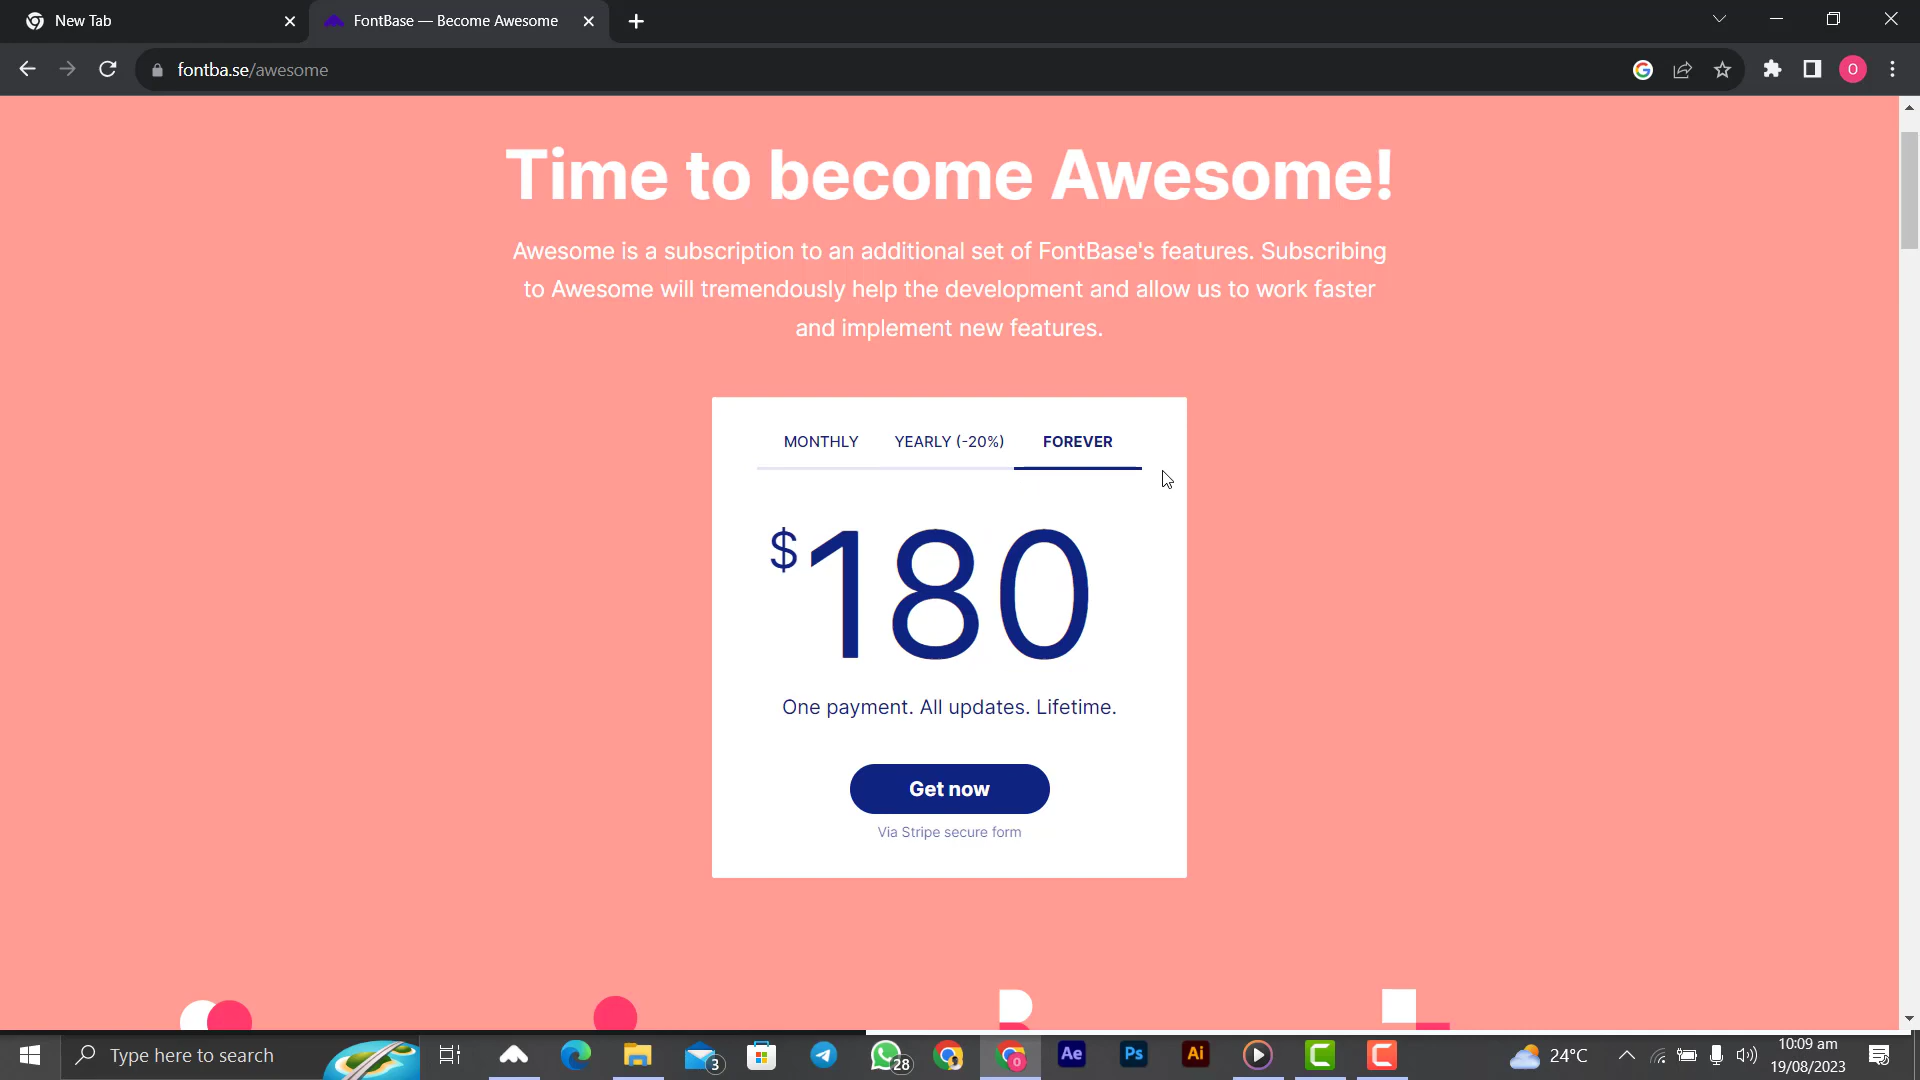 New Tab
FontBase — Become Awesome
fontba.se/awesome
O
Time to become Awesome!
Awesome is a subscription to an additional set of FontBase's features. Subscribing
to Awesome will tremendously help the development and allow us to work faster
and implement new features.
MONTHLY YEARLY (-20%) FOREVER
$180
One payment. All updates. Lifetime.
Get now
Via Stripe secure form
Type here to search
3
28
0
Ae
Ps
Ai
24°C
10:09 am
19/08/2023